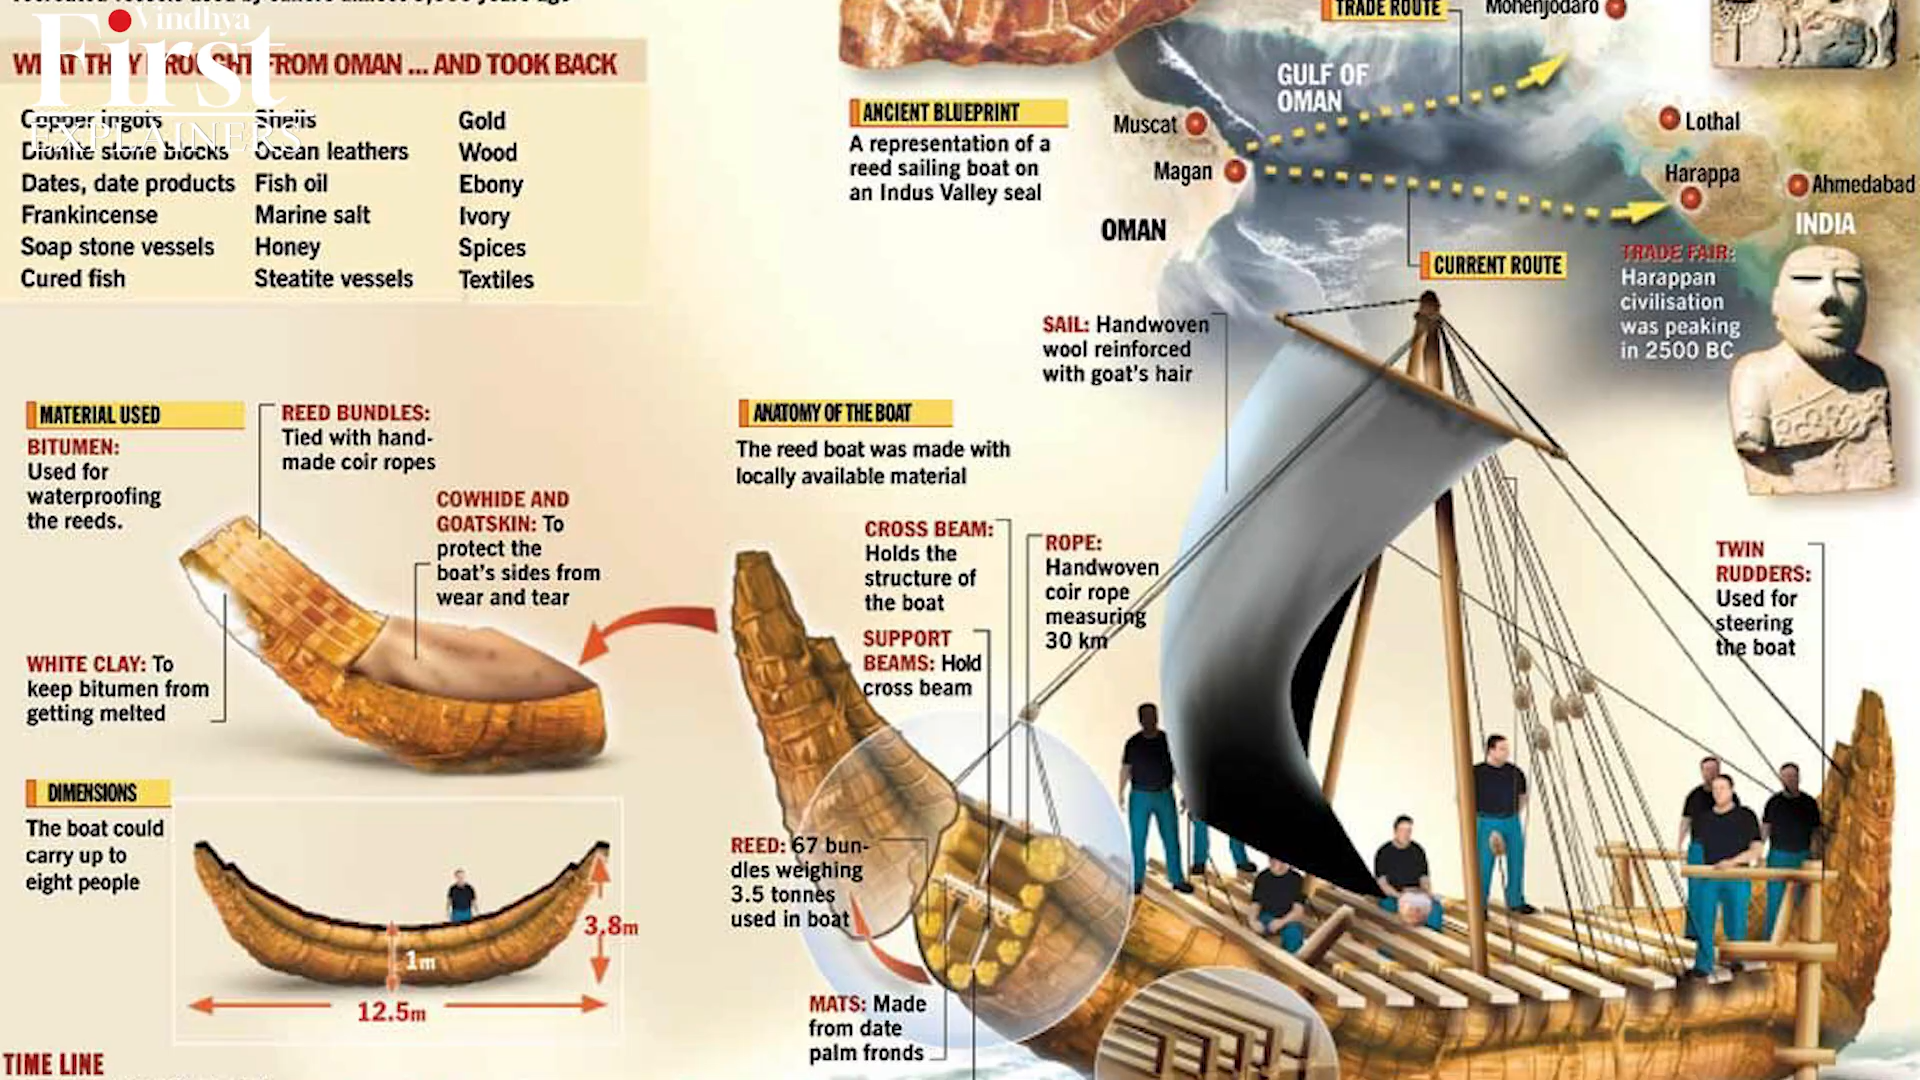 Vindhya
First
EXPLAINERS
WHAT THEY BROUGHT FROM OMAN ... AND TOOK BACK
Copper ingots
Dionite stone blocks
Dates, date products
Frankincense
Soap stone vessels
Cured fish
Shells
Ocean leathers
Fish oil
Marine salt
Honey
Steatite vessels
Gold
Wood
Ebony
Ivory
Spices
Textiles
ANCIENT BLUEPRINT
A representation of a
reed sailing boat on
an Indus Valley seal
TRADE ROUTE
Mohenjodaro
GULF OF
OMAN
Muscat
Magan
OMAN
Lothal
Harappa
Ahmedabad
INDIA
CURRENT ROUTE
TRADE FAIR:
Harappan
civilisation
was peaking
in 2500 BC
MATERIAL USED
BITUMEN:
Used for
waterproofing
the reeds.
REED BUNDLES:
Tied with hand-
made coir ropes
COWHIDE AND
GOATSKIN: To
protect the
boat's sides from
wear and tear
WHITE CLAY: To
keep bitumen from
getting melted
DIMENSIONS
The boat could
carry up to
eight people
3.8m
1m
12.5m
ANATOMY OF THE BOAT
The reed boat was made with
locally available material
SAIL: Handwoven
wool reinforced
with goat's hair
CROSS BEAM:
Holds the
structure of
the boat
SUPPORT
BEAMS: Hold
cross beam
ROPE:
Handwoven
coir rope
measuring
30 km
TWIN
RUDDERS:
Used for
steering
the boat
REED: 67 bun-
dles weighing
3.5 tonnes
used in boat
MATS: Made
from date
palm fronds
TIME LINE